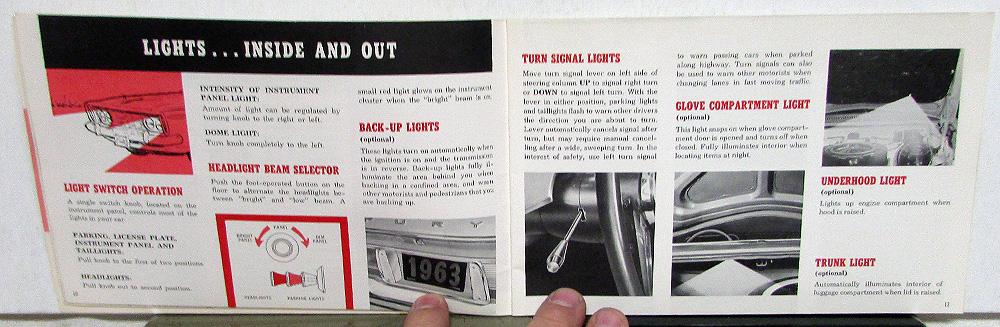 LIGHTS... INSIDE AND OUT
LIGHT SWITCH OPERATION
A single switch knob, located on the
instrument panel, controls most of the
lights in your car.
PARKING, LICENSE PLATE,
INSTRUMENT PANEL AND
TAILLIGHTS.
Pull knob to the first of two positions.
HEADLIGHTS.
Pull knob out to second position.
10
INTENSITY OF INSTRUMENT
PANEL LIGHT:
Amount of light can be regulated by
turning knob to the right or left.
DOME LIGHT:
Turn knob completely to the left.
HEADLIGHT BEAM SELECTOR
Push the foot-operated button on the
floor to alternate the headlights be-
tween "bright" and "low" beam. A
BRIGHT
PANEL
PANEL
DIM
PANEL
HEADLIGHTS
PARKING LIGHTS
small red light glows on the instrument
cluster when the "bright" beam is on.
BACK-UP LIGHTS
(optional)
These lights turn on automatically when
the ignition is on and the transmission
is in reverse. Back-up lights fully il-
luminate the area behind you when
backing in a confined area, and warn
other motorists and pedestrians that you
are backing up.
U R Y
1963
TURN SIGNAL LIGHTS
Move turn signal lever on left side of
steering column UP to signal right turn
or DOWN to signal left turn. With the
lever in either position, parking lights
and taillights flash to warn other drivers
the direction you are about to turn.
Lever automatically cancels signal after
turn, but may require manual cancel-
ling after a wide, sweeping turn. In the
interest of safety, use left turn signal
to warn passing cars when parked
along highway. Turn signals can also
be used to warn other motorists when
changing lanes in fast moving traffic.
GLOVE COMPARTMENT LIGHT
(optional)
This light snaps on when glove compart-
ment door is opened and turns off when
closed. Fully illuminates interior when
locating items at night.
UNDERHOOD LIGHT
(optional)
Lights up engine compartment when
hood is raised.
TRUNK LIGHT
(optional)
Automatically illuminates interior of
luggage compartment when lid is raised.
11